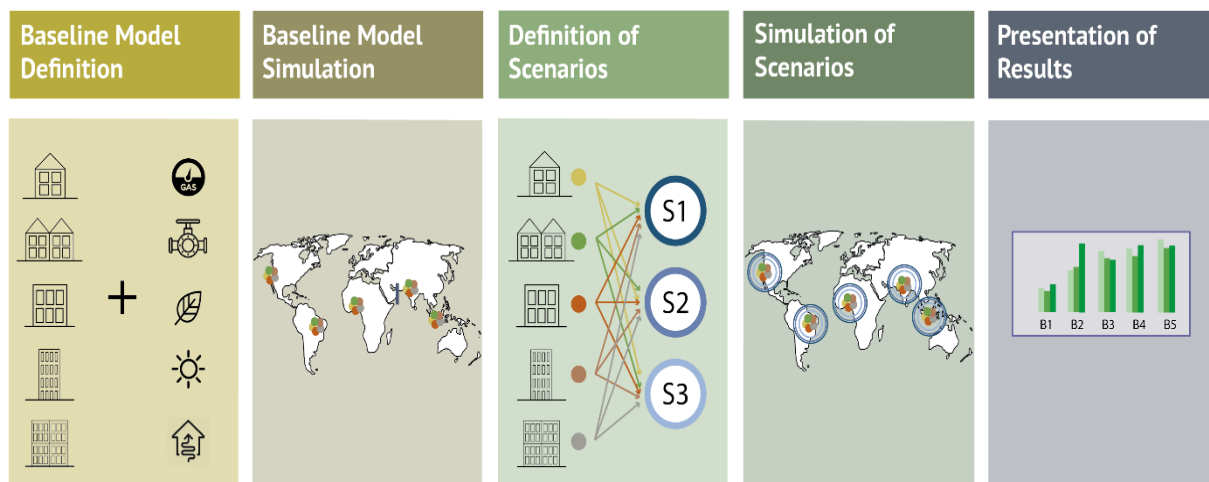 Baseline Model
Definition
Baseline Model
Simulation
Definition of
Scenarios
Simulation of
Scenarios
Presentation of
Results
GAS
+
S1
S2
S3
B1 B2 B3 B4 B5